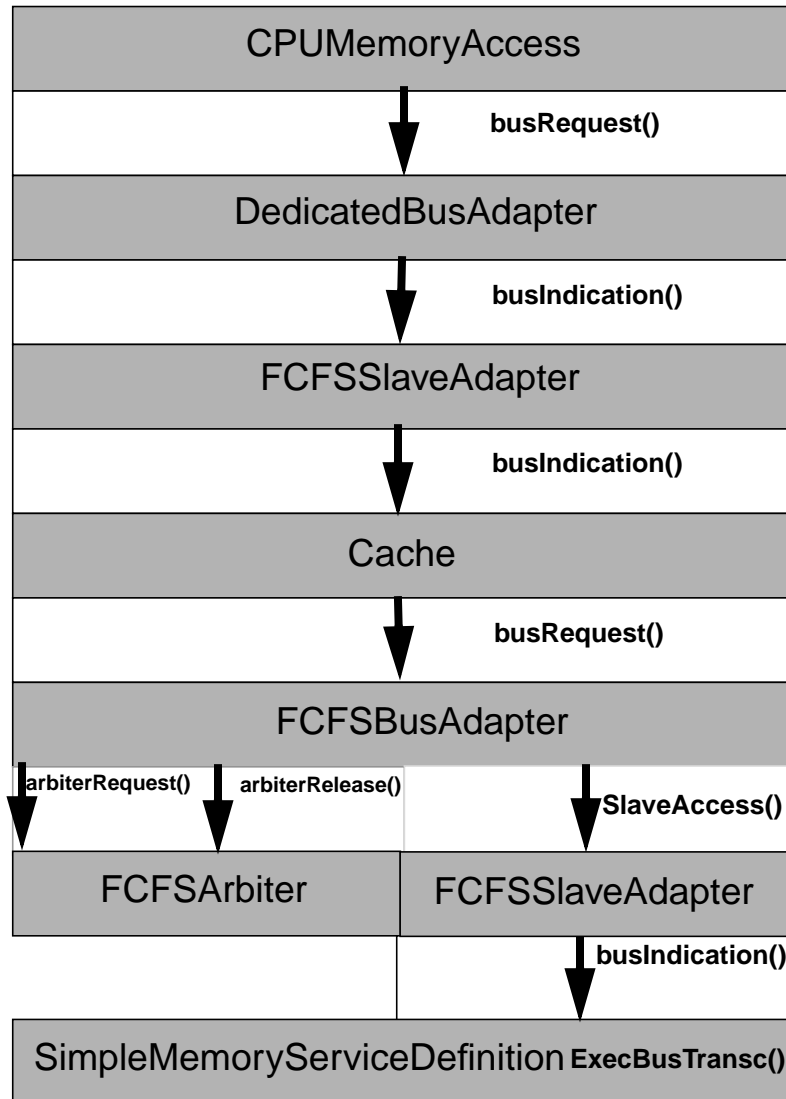 CPUMemoryAccess
busRequest()
DedicatedBusAdapter
busIndication()
FCFSSlaveAdapter
busIndication()
Cache
busRequest()
FCFSBusAdapter
arbiterRequest() arbiterRelease() SlaveAccess()
FCFSArbiter FCFSSlaveAdapter
busIndication()
SimpleMemoryServiceDefinition ExecBusTransc()